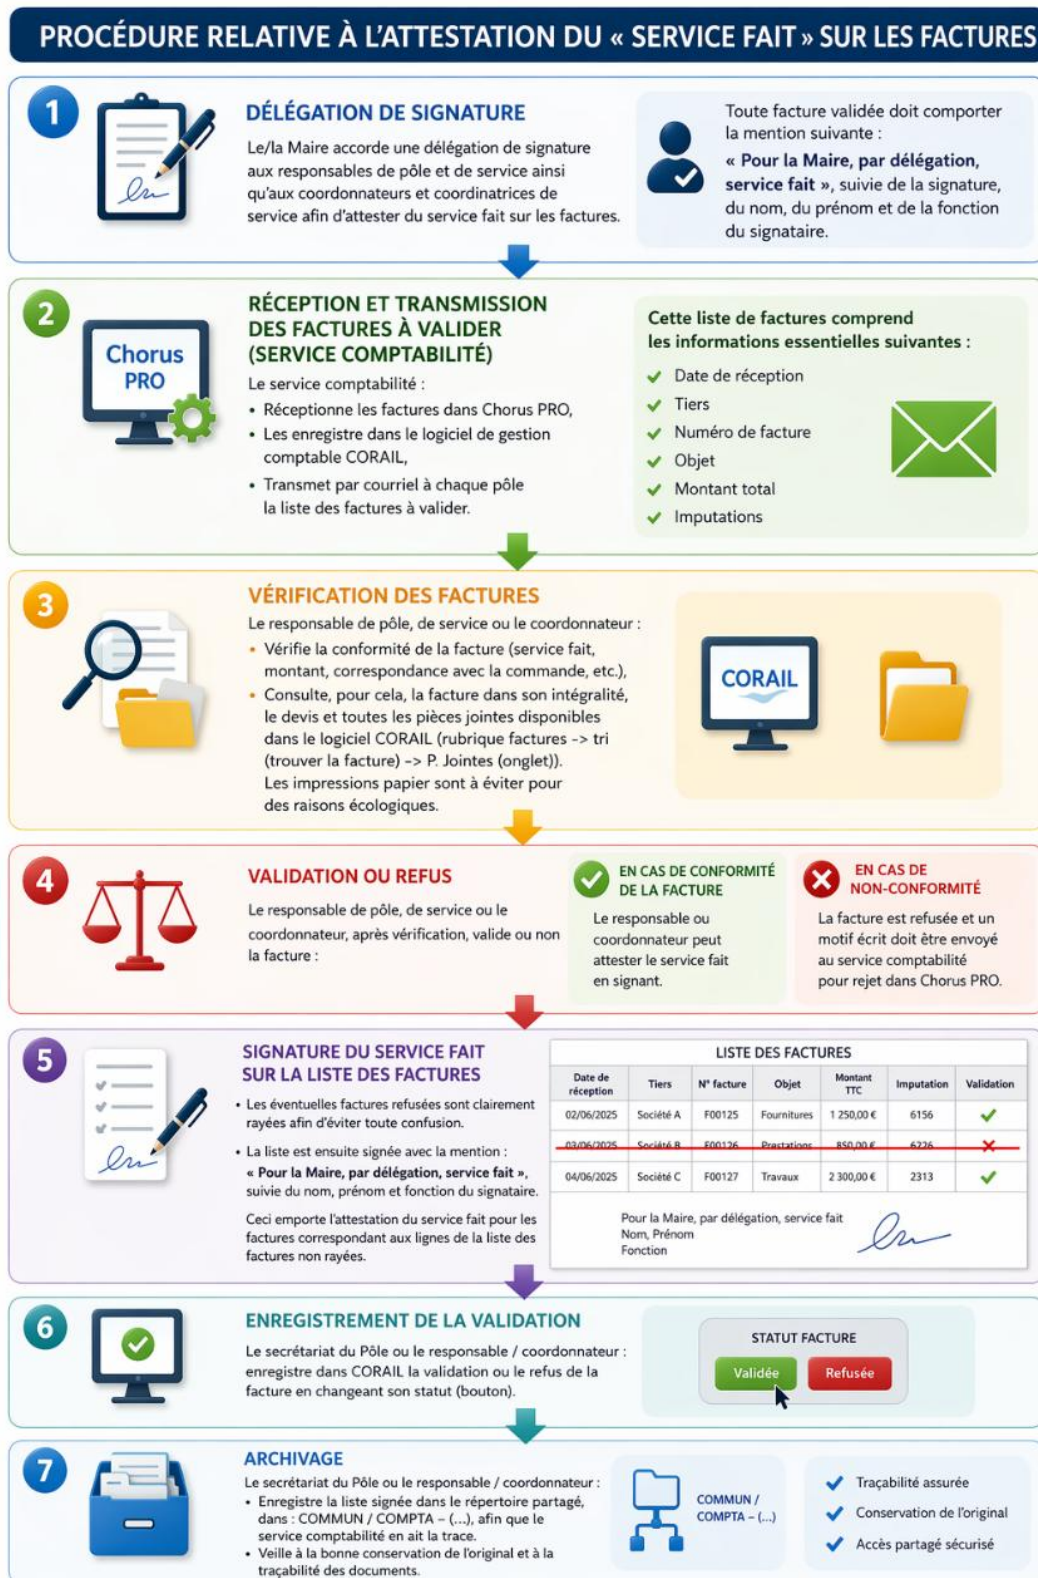 PROCÉDURE RELATIVE À L'ATTESTATION DU « SERVICE FAIT » SUR LES FACTURES
1
DÉLÉGATION DE SIGNATURE
Le/la Maire accorde une délégation de signature
aux responsables de pôle et de service ainsi
qu'aux coordonnateurs et coordinatrices de
service afin d'attester du service fait sur les factures.
Toute facture validée doit comporter
la mention suivante :
« Pour la Maire, par délégation,
service fait », suivie de la signature,
du nom, du prénom et de la fonction
du signataire.
2
Chorus
PRO
RÉCEPTION ET TRANSMISSION
DES FACTURES À VALIDER
(SERVICE COMPTABILITÉ)
Le service comptabilité :
• Réceptionne les factures dans Chorus PRO,
• Les enregistre dans le logiciel de gestion
comptable CORAIL,
• Transmet par courriel à chaque pôle
la liste des factures à valider.
Cette liste de factures comprend
les informations essentielles suivantes :
✓ Date de réception
✓ Tiers
✓ Numéro de facture
✓ Objet
✓ Montant total
✓ Imputations
3
VÉRIFICATION DES FACTURES
Le responsable de pôle, de service ou le coordonnateur :
• Vérifie la conformité de la facture (service fait,
montant, correspondance avec la commande, etc.),
• Consulte, pour cela, la facture dans son intégralité,
le devis et toutes les pièces jointes disponibles
dans le logiciel CORAIL (rubrique factures -> tri
(trouver la facture) -> P. Jointes (onglet)).
Les impressions papier sont à éviter pour
des raisons écologiques.
CORAIL
4
VALIDATION OU REFUS
Le responsable de pôle, de service ou le
coordonnateur, après vérification, valide ou non
la facture :
EN CAS DE CONFORMITÉ
DE LA FACTURE
Le responsable ou
coordonnateur peut
attester le service fait
en signant.
EN CAS DE
NON-CONFORMITÉ
La facture est refusée et un
motif écrit doit être envoyé
au service comptabilité
pour rejet dans Chorus PRO.
5
SIGNATURE DU SERVICE FAIT
SUR LA LISTE DES FACTURES
• Les éventuelles factures refusées sont clairement
rayées afin d'éviter toute confusion.
• La liste est ensuite signée avec la mention :
« Pour la Maire, par délégation, service fait »,
suivie du nom, prénom et fonction du signataire.
Ceci emporte l'attestation du service fait pour les
factures correspondant aux lignes de la liste des
factures non rayées.
LISTE DES FACTURES
Date de réception Tiers N° facture Objet Montant TTC Imputation Validation
02/06/2025 Société A F00125 Fournitures 1 250,00 € 6156 ✓
03/06/2025 Société B F00126 Prestations 850,00 € 6226 ✗
04/06/2025 Société C F00127 Travaux 2 300,00 € 2313 ✓
Pour la Maire, par délégation, service fait
Nom, Prénom
Fonction
6
ENREGISTREMENT DE LA VALIDATION
Le secrétariat du Pôle ou le responsable / coordonnateur :
enregistre dans CORAIL la validation ou le refus de la
facture en changeant son statut (bouton).
STATUT FACTURE
Validée Refusée
7
ARCHIVAGE
Le secrétariat du Pôle ou le responsable / coordonnateur :
• Enregistre la liste signée dans le répertoire partagé,
dans : COMMUN / COMPTA – (...), afin que le
service comptabilité en ait la trace.
• Veille à la bonne conservation de l'original et à la
traçabilité des documents.
COMMUN /
COMPTA – (...)
✓ Traçabilité assurée
✓ Conservation de l'original
✓ Accès partagé sécurisé